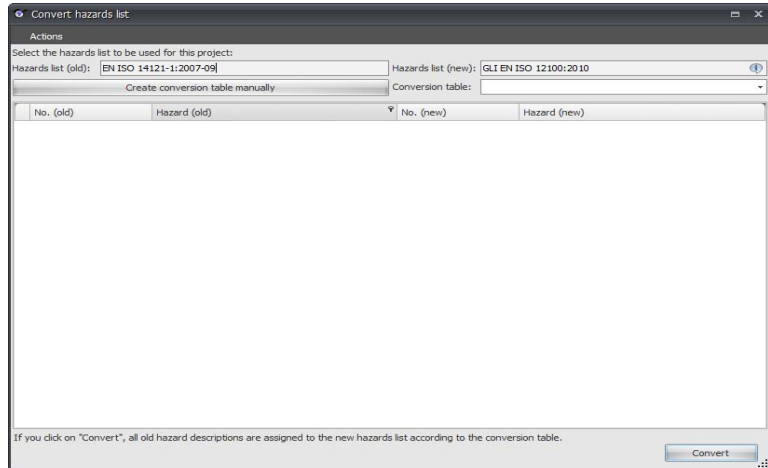 Convert hazards list
Actions
Select the hazards list to be used for this project:
Hazards list (old): EN ISO 14121-1:2007-09 Hazards list (new): GLI EN ISO 12100:2010
Create conversion table manually Conversion table:
No. (old) Hazard (old) No. (new) Hazard (new)
If you click on "Convert", all old hazard descriptions are assigned to the new hazards list according to the conversion table.
Convert